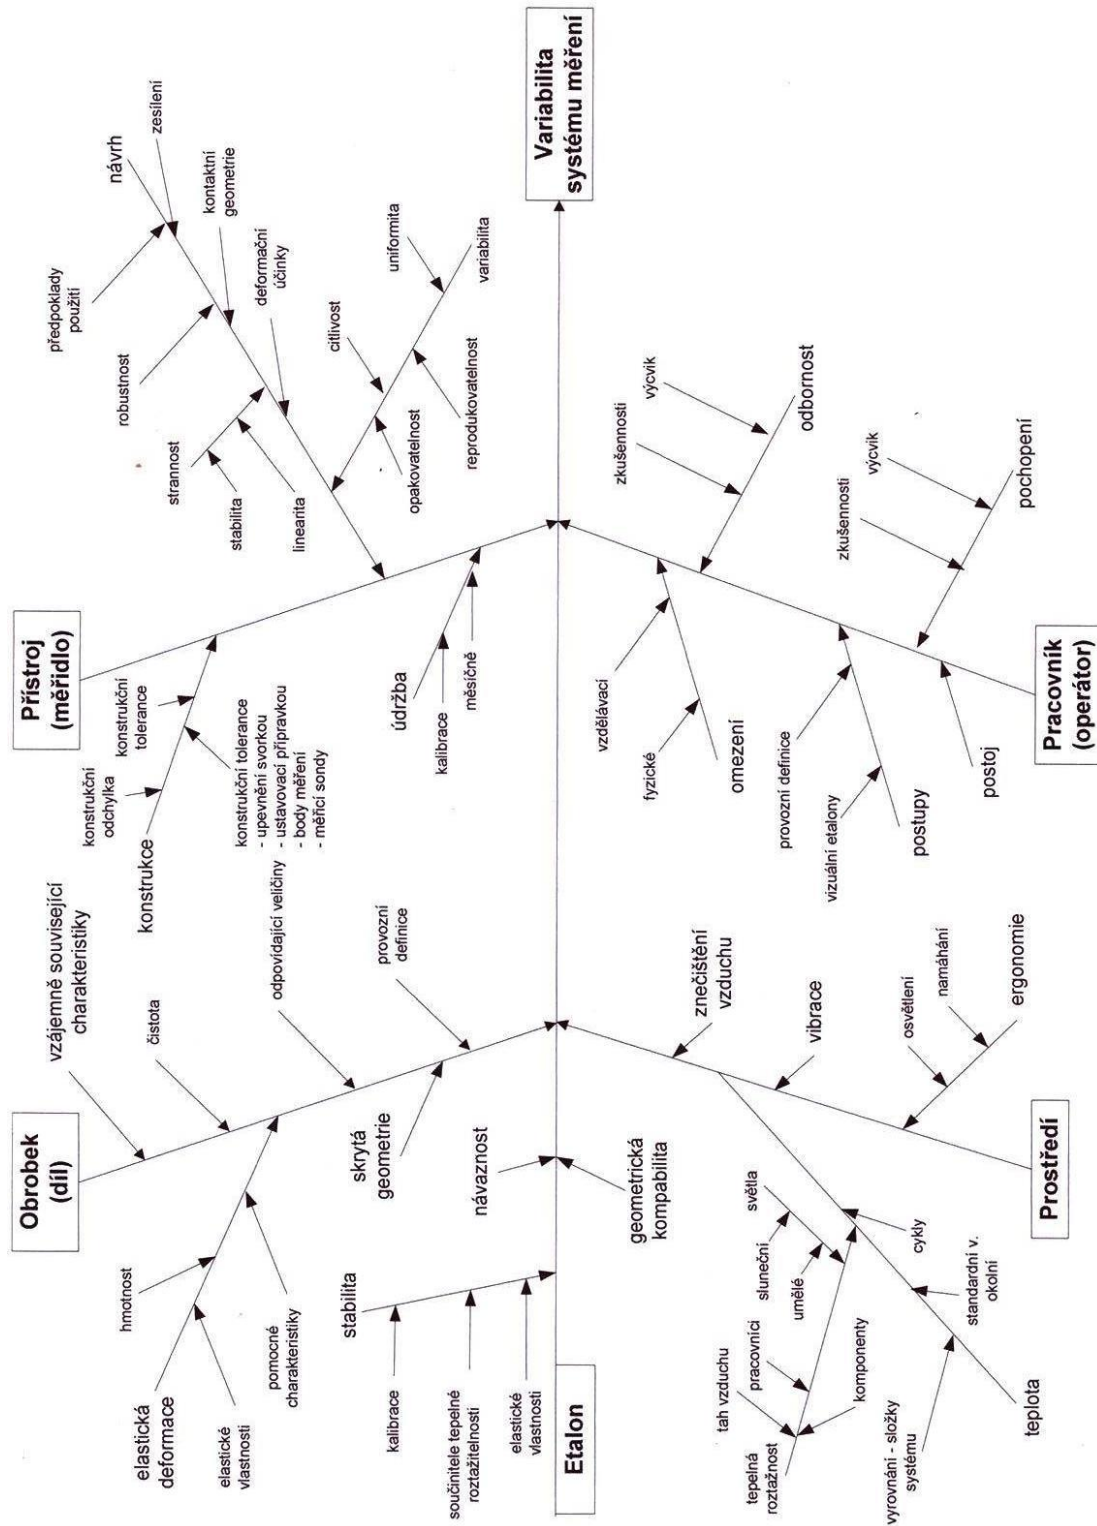 Obrobek
(díl)
vzájemně související
charakteristiky
čistota
odpovídající veličiny
provozní
definice
elastická
deformace
hmotnost
elastické
vlastnosti
pomocné
charakteristiky
skrytá
geometrie
Přístroj
(měřidlo)
konstrukce
konstrukční
odchylka
konstrukční
tolerance
konstrukční tolerance
- upevnění svorkou
- ustavovací přípravkou
- body měření
- měřicí sondy
údržba
kalibrace
měsíčně
návrh
předpoklady
použití
zesílení
robustnost
kontaktní
geometrie
strannost
stabilita
linearita
deformační
účinky
citlivost
uniformita
variabilita
opakovatelnost
reprodukovatelnost
Etalon
stabilita
kalibrace
součinitele tepelné
roztažitelnosti
elastické
vlastnosti
návaznost
geometrická
kompabilita
Variabilita
systému měření
Prostředí
znečištění
vzduchu
vibrace
ergonomie
osvětlení
namáhání
teplota
tepelná
roztažnost
tah vzduchu
pracovníci
komponenty
světla
sluneční
umělé
cykly
standardní v.
okolní
vyrovnáni - složky
systému
Pracovník
(operátor)
omezení
vzdělávací
fyzické
odbornost
zkušennosti
výcvik
postupy
provozní definice
vizuální etalony
postoj
pochopení
zkušennosti
výcvik